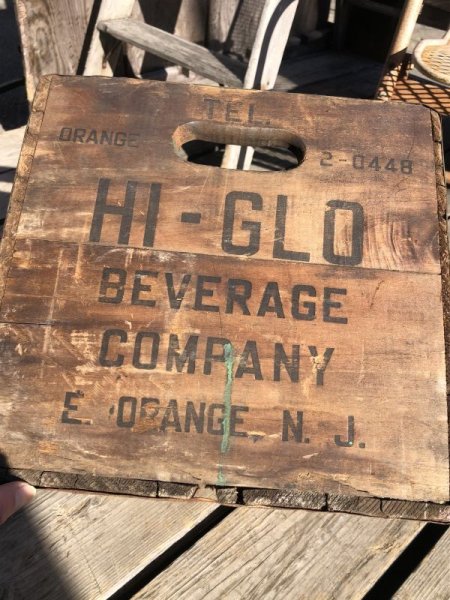 TEL.
ORANGE 2-0448
HI-GLO
BEVERAGE
COMPANY
E. ORANGE, N. J.